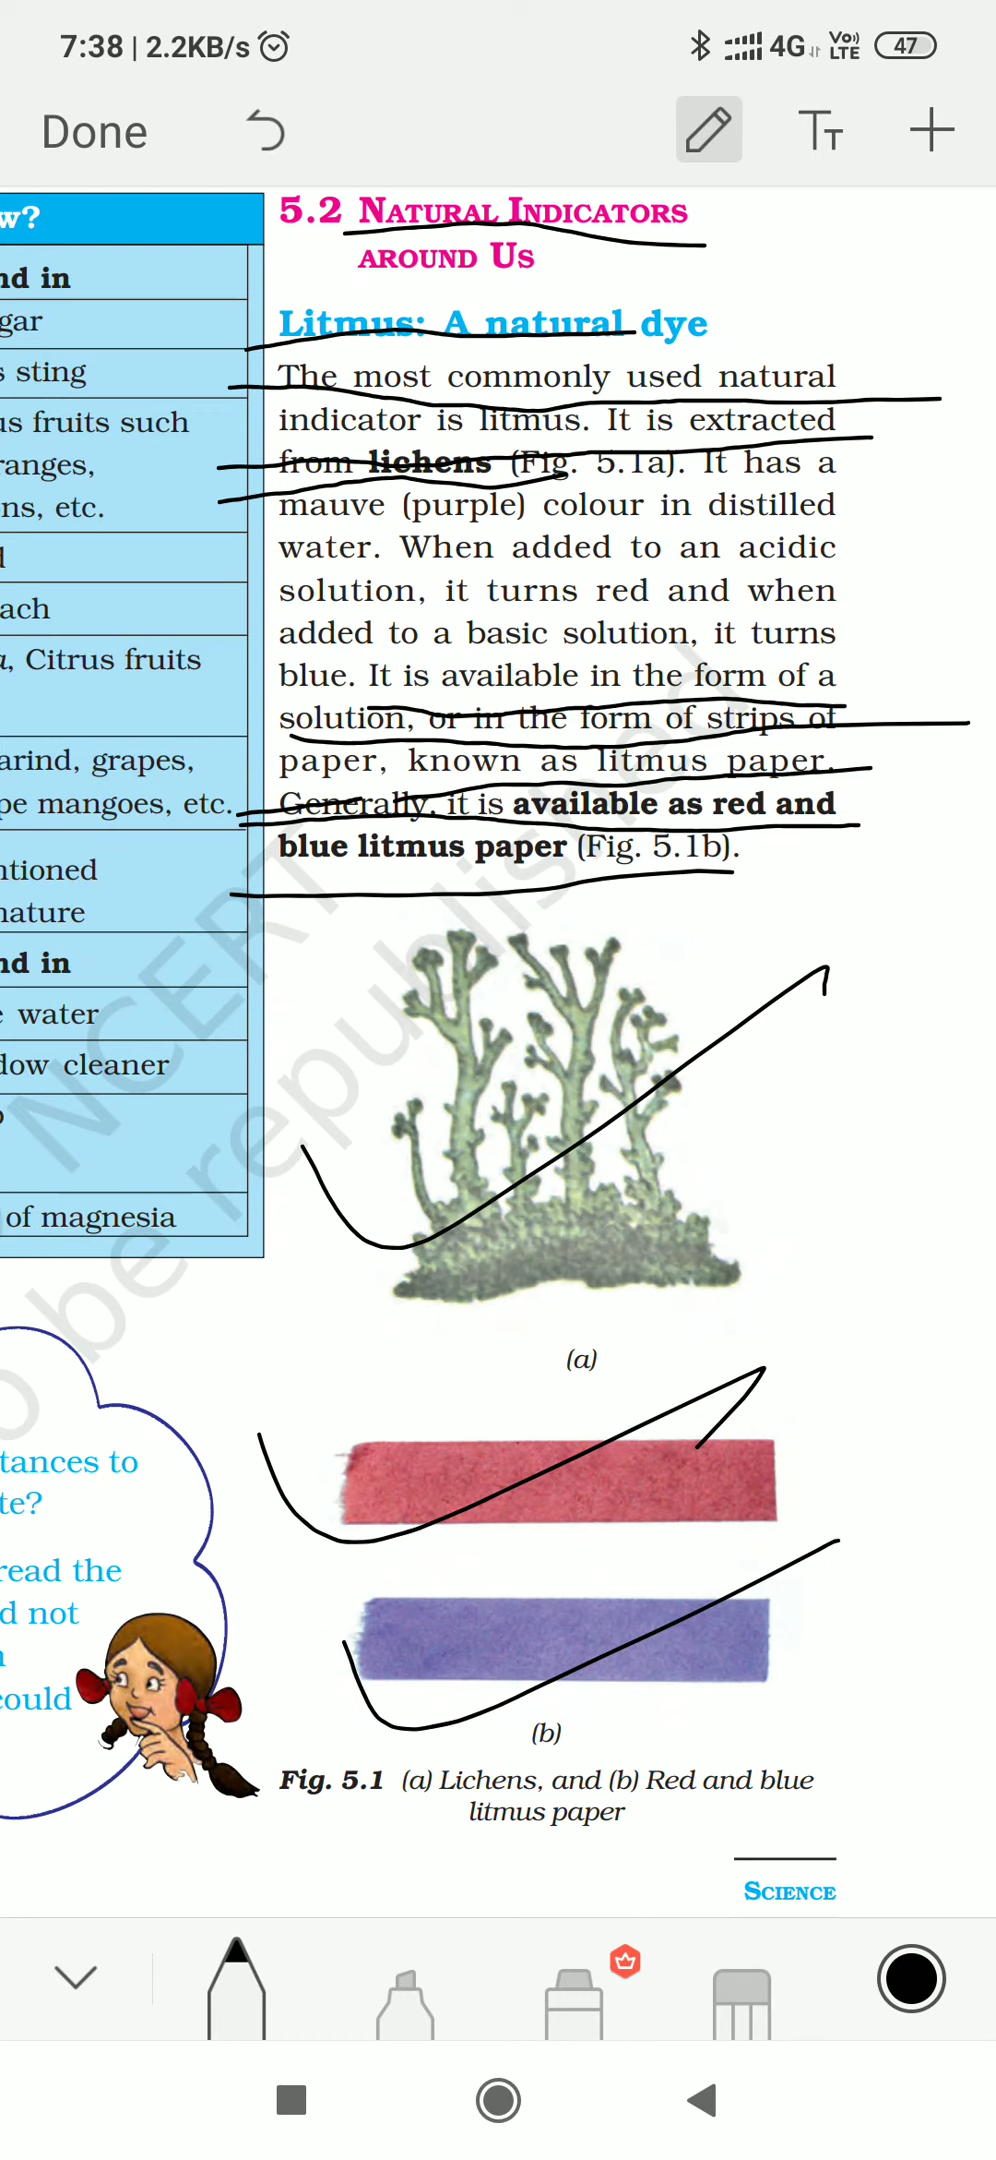 7:38 | 2.2KB/s
4G
Vo)) LTE
47
Done
TT
w?
nd in
gar
s sting
us fruits such
ranges,
ns, etc.
d
ach
a, Citrus fruits
arind, grapes,
pe mangoes, etc.
ntioned
nature
nd in
e water
dow cleaner
of magnesia
tances to
te?
read the
d not
could
5.2 NATURAL INDICATORS
AROUND US
Litmus: A natural dye
The most commonly used natural
indicator is litmus. It is extracted
from lichens (Fig. 5.1a). It has a
mauve (purple) colour in distilled
water. When added to an acidic
solution, it turns red and when
added to a basic solution, it turns
blue. It is available in the form of a
solution, or in the form of strips of
paper, known as litmus paper.
Generally, it is available as red and
blue litmus paper (Fig. 5.1b).
(a)
(b)
Fig. 5.1 (a) Lichens, and (b) Red and blue
litmus paper
SCIENCE
NCERT
o be republished